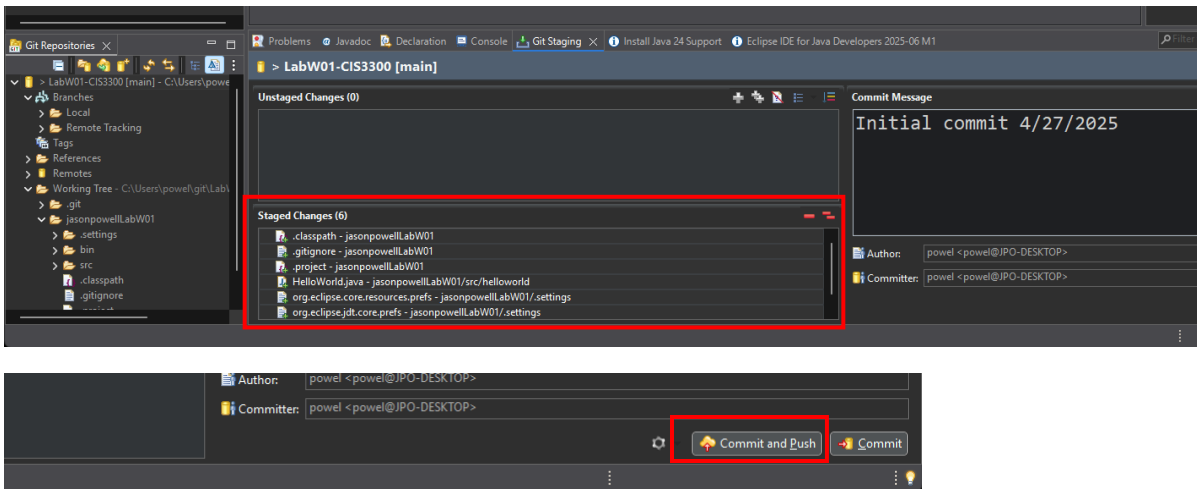 Git Repositories
Problems Javadoc Declaration Console Git Staging Install Java 24 Support Eclipse IDE for Java Developers 2025-06 M1
Filter
> LabW01-CIS3300 [main] - C:\Users\powe
Branches
Local
Remote Tracking
Tags
References
Remotes
Working Tree - C:\Users\powel\git\Lab
.git
jasonpowellLabW01
.settings
bin
src
.classpath
.gitignore
> LabW01-CIS3300 [main]
Unstaged Changes (0)
Staged Changes (6)
.classpath - jasonpowellLabW01
.gitignore - jasonpowellLabW01
.project - jasonpowellLabW01
HelloWorld.java - jasonpowellLabW01/src/helloworld
org.eclipse.core.resources.prefs - jasonpowellLabW01/.settings
org.eclipse.jdt.core.prefs - jasonpowellLabW01/.settings
Commit Message
Initial commit 4/27/2025
Author: powel <powel@JPO-DESKTOP>
Committer: powel <powel@JPO-DESKTOP>
Author: powel <powel@JPO-DESKTOP>
Committer: powel <powel@JPO-DESKTOP>
Commit and Push Commit